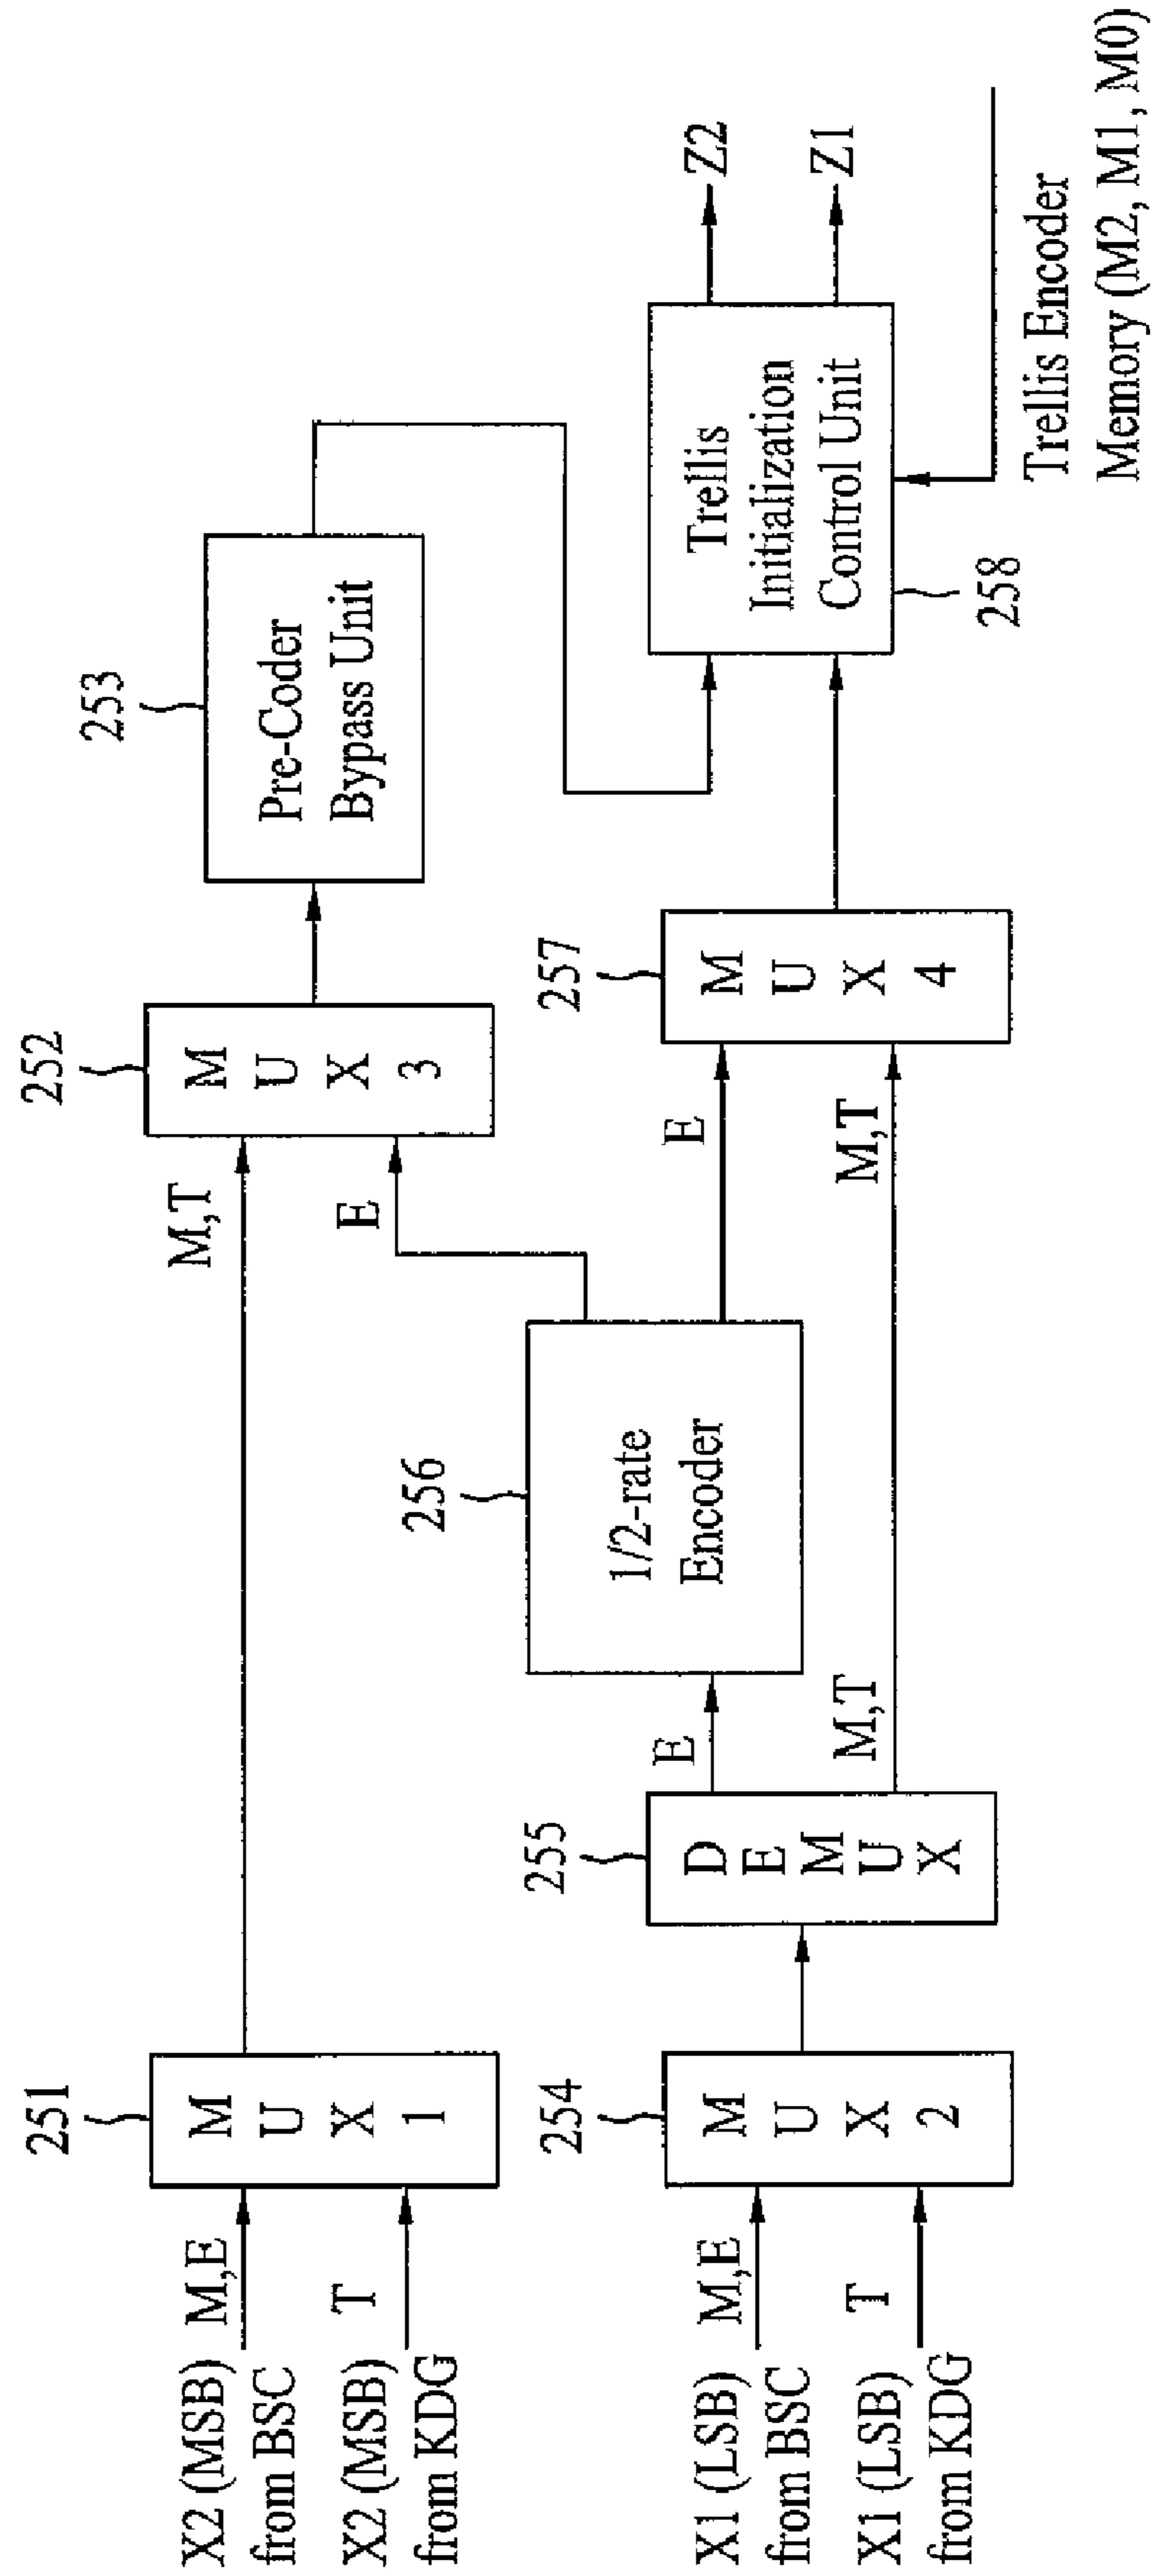 X2 (MSB)
from BSC
M,E
X2 (MSB)
from KDG
T
251
M
U
X
1
M,T
252
M
U
X
3
E
253
Pre-Coder
Bypass Unit
X1 (LSB)
from BSC
M,E
X1 (LSB)
from KDG
T
254
M
U
X
2
255
D
E
M
U
X
E
M,T
256
1/2-rate
Encoder
E
M,T
257
M
U
X
4
Trellis
Initialization
Control Unit
258
Z2
Z1
Trellis Encoder
Memory (M2, M1, M0)